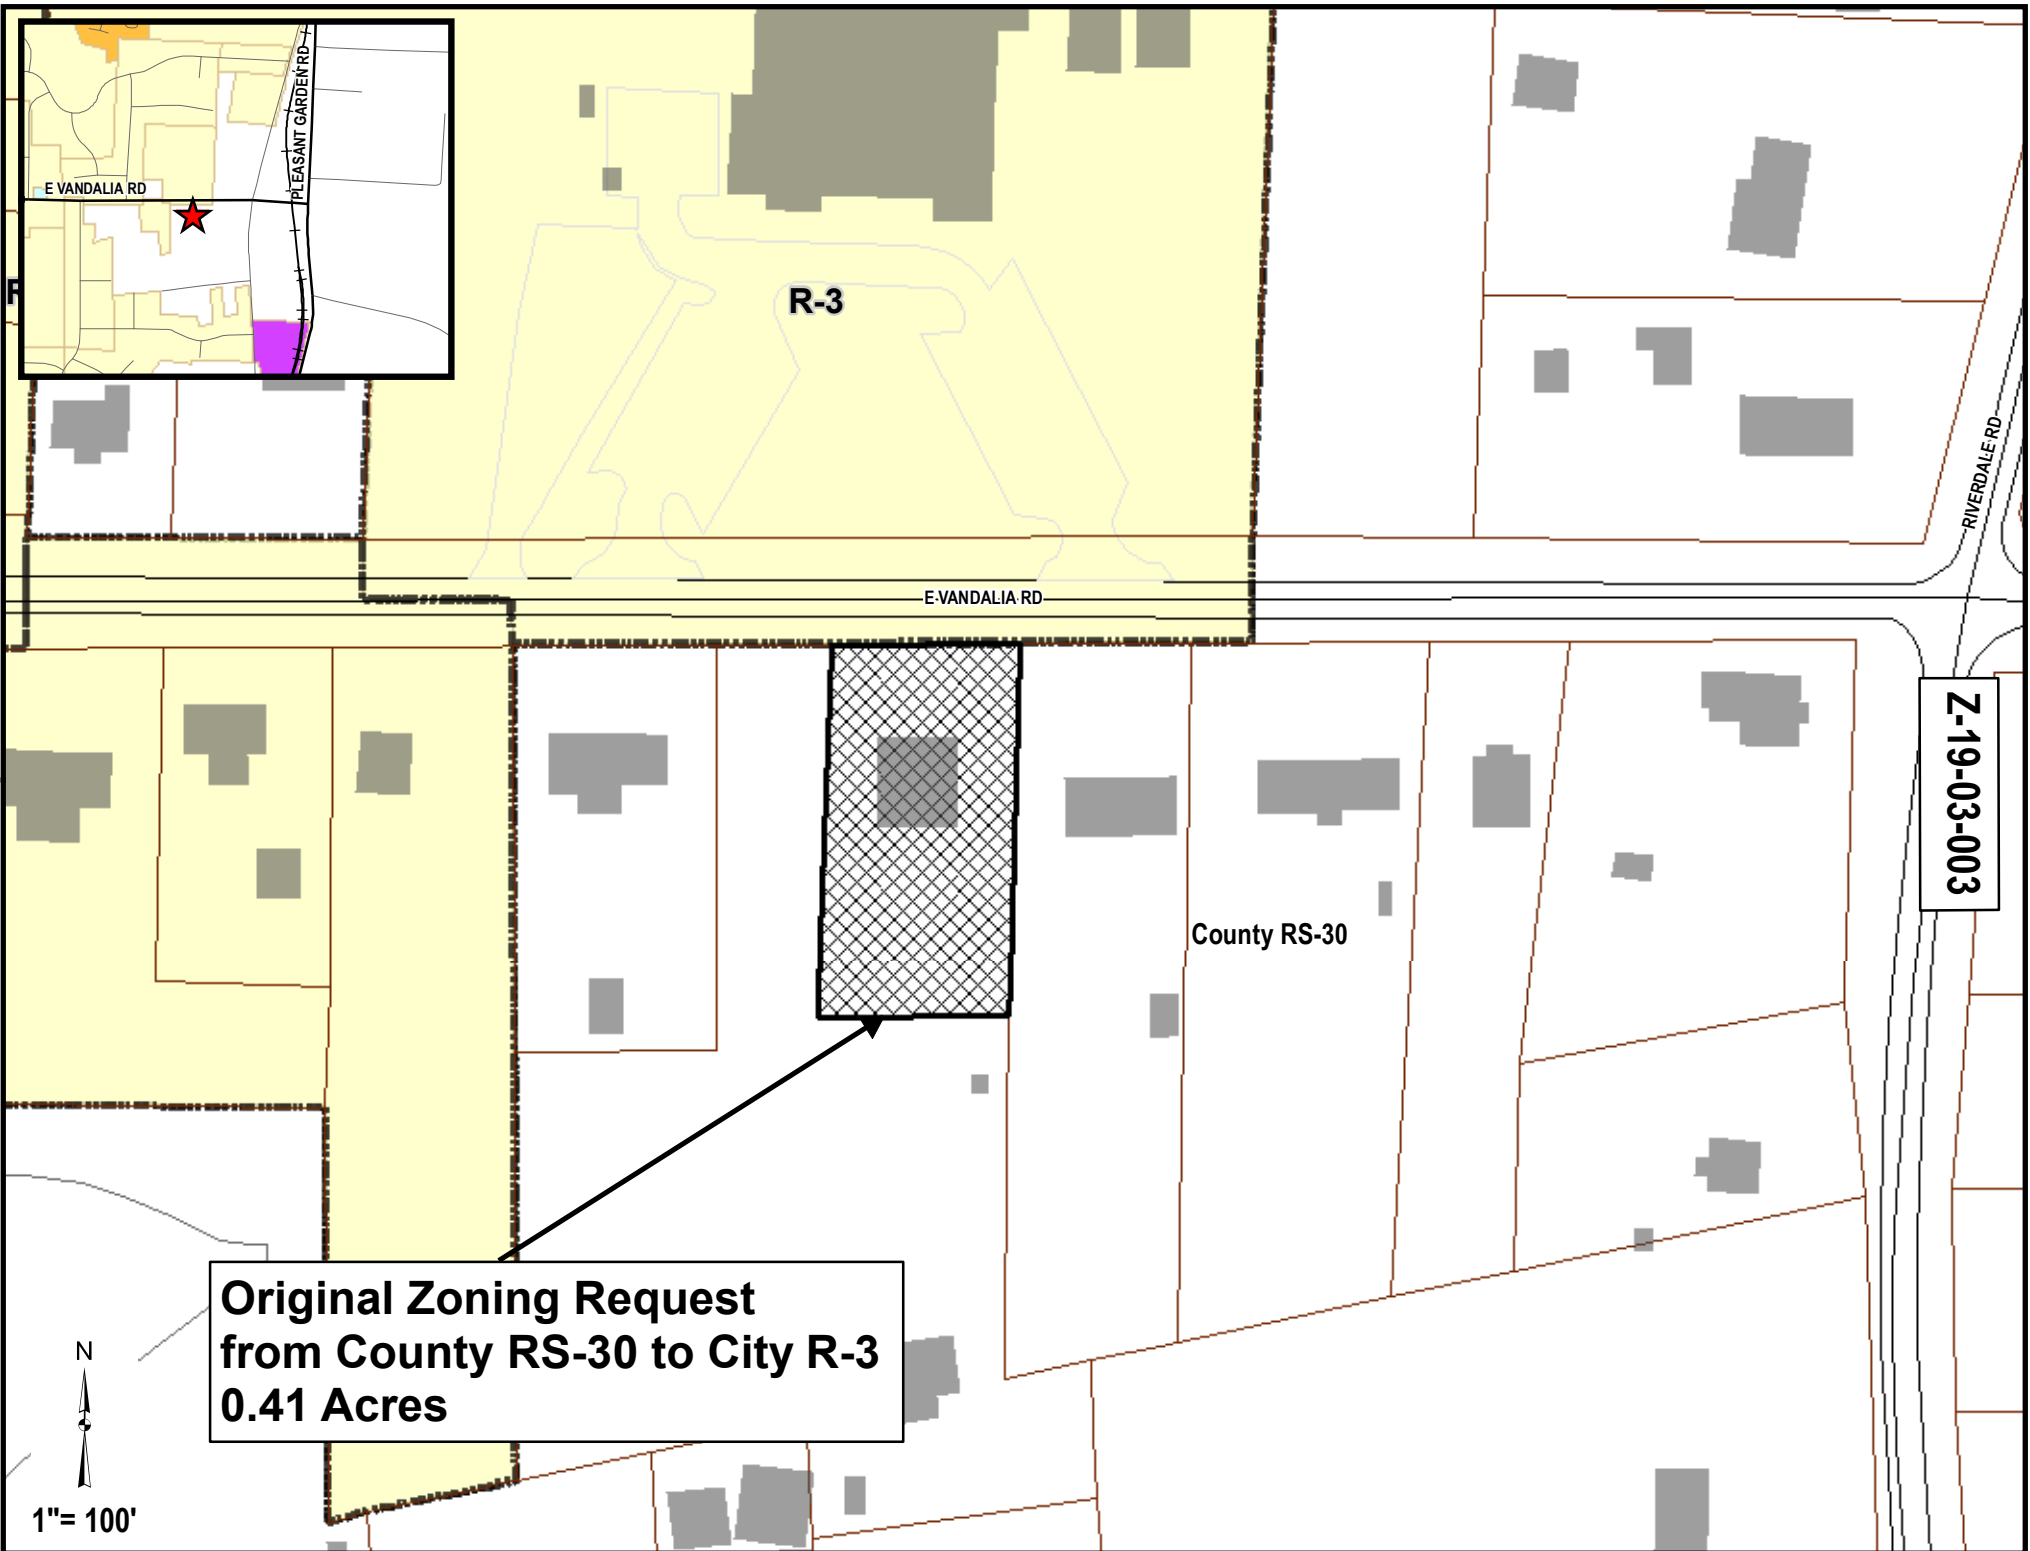 PLEASANT GARDEN RD
E VANDALIA RD
R
R-3
RIVERDALE RD
E VANDALIA RD
Z-19-03-003
County RS-30
Original Zoning Request
from County RS-30 to City R-3
0.41 Acres
N
1"= 100'